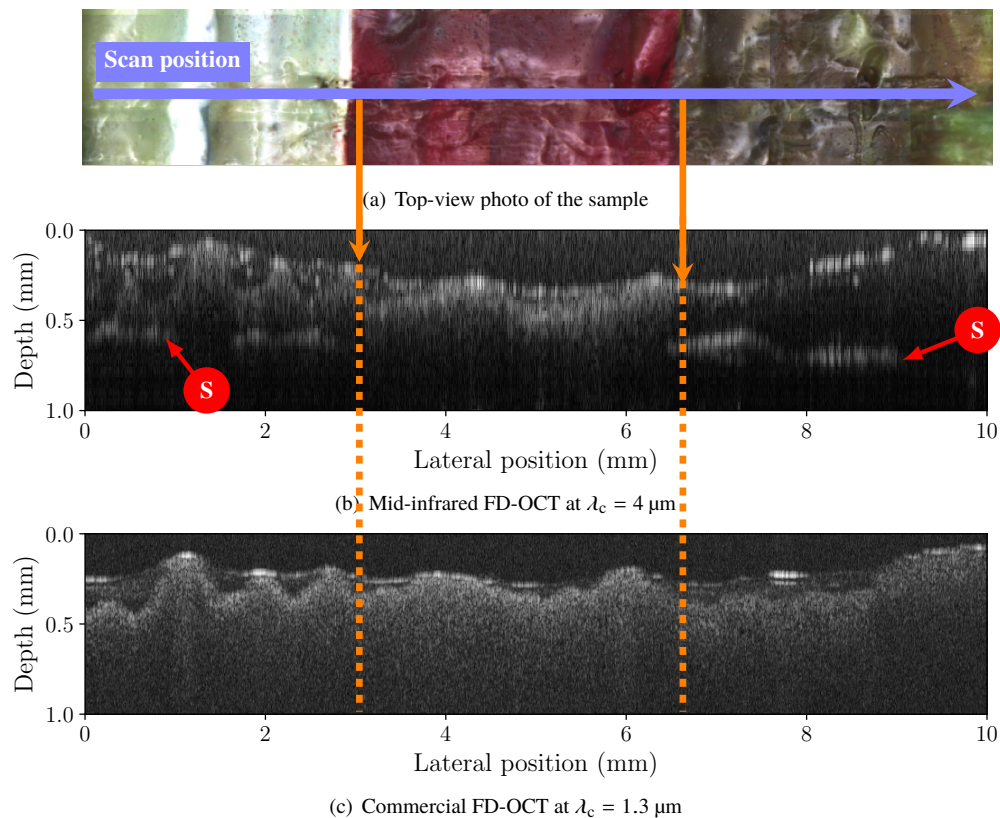 Scan position
(a) Top-view photo of the sample
0.0
0.5
1.0
Depth (mm)
S
S
0 2 4 6 8 10
Lateral position (mm)
(b) Mid-infrared FD-OCT at λc = 4 µm
0.0
0.5
1.0
Depth (mm)
0 2 4 6 8 10
Lateral position (mm)
(c) Commercial FD-OCT at λc = 1.3 µm